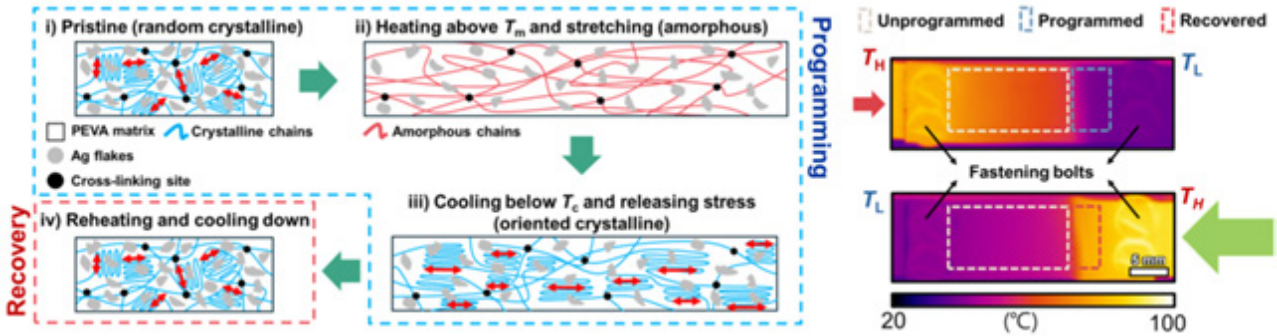 i) Pristine (random crystalline)
ii) Heating above Tm and stretching (amorphous)
PEVA matrix
Crystalline chains
Amorphous chains
Ag flakes
Cross-linking site
Programming
iii) Cooling below Tc and releasing stress
(oriented crystalline)
iv) Reheating and cooling down
Recovery
Unprogrammed
Programmed
Recovered
TH
TL
Fastening bolts
TL
TH
5 mm
20
(°C)
100